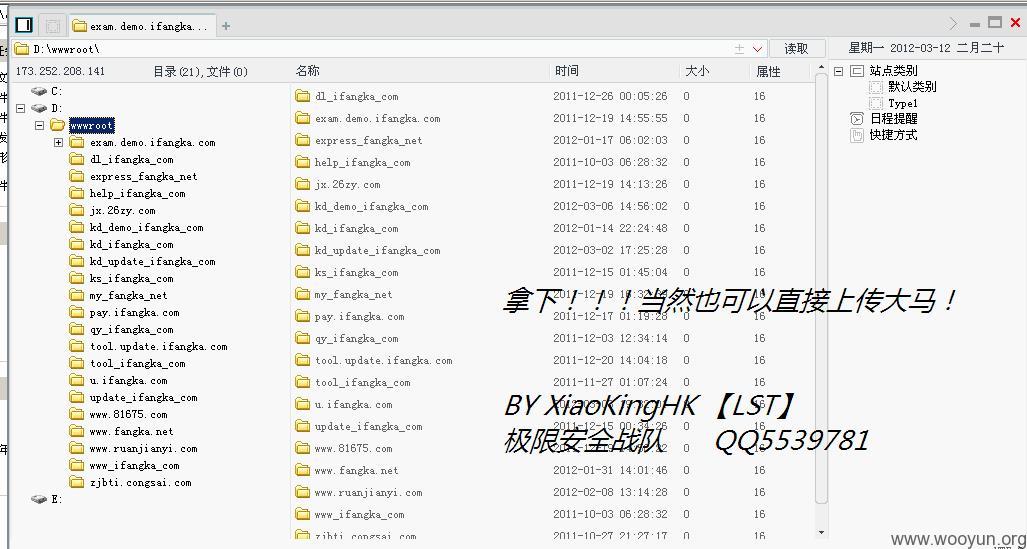 exam.demo.ifangka...
D:\wwwroot\
读取
星期一 2012-03-12 二月二十
173.252.208.141
目录(21),文件(0)
名称 时间 大小 属性
C:
D:
wwwroot
exam.demo.ifangka.com
dl_ifangka_com
express_fangka_net
help_ifangka_com
jx.26zy.com
kd_demo_ifangka_com
kd_ifangka_com
kd_update_ifangka_com
ks_ifangka_com
my_fangka_net
pay.ifangka.com
qy_ifangka_com
tool.update.ifangka.com
tool_ifangka_com
u.ifangka.com
update_ifangka_com
www.81675.com
www.fangka.net
www.ruanjianyi.com
www_ifangka_com
zjbti.congsai.com
E:
dl_ifangka_com 2011-12-26 00:05:26 0 16
exam.demo.ifangka.com 2011-12-19 14:55:55 0 16
express_fangka_net 2012-01-17 06:02:03 0 16
help_ifangka_com 2011-10-03 06:28:32 0 16
jx.26zy.com 2011-12-19 14:13:26 0 16
kd_demo_ifangka_com 2012-03-06 14:56:02 0 16
kd_ifangka_com 2012-01-14 22:24:48 0 16
kd_update_ifangka_com 2012-03-02 17:25:28 0 16
ks_ifangka_com 2011-12-15 01:45:04 0 16
my_fangka_net 2011-12-19 16
pay.ifangka.com 2011-12-17 01:19:28 0 16
qy_ifangka_com 2011-12-03 12:34:14 0 16
tool.update.ifangka.com 2011-12-20 14:04:18 0 16
tool_ifangka_com 2011-11-27 01:07:24 0 16
u.ifangka.com 16
update_ifangka_com 2011-12-15 00:34:26 0 16
www.81675.com 16
www.fangka.net 2012-01-31 14:01:46 0 16
www.ruanjianyi.com 2012-02-08 13:14:28 0 16
www_ifangka_com 2011-10-03 06:28:32 0 16
zjbti.congsai.com 2011-10-27 21:27:17 0 16
站点类别
默认类别
Type1
日程提醒
快捷方式
拿下!!!当然也可以直接上传大马!
BY XiaoKingHK 【LST】
极限安全战队 QQ5539781
www.wooyun.org